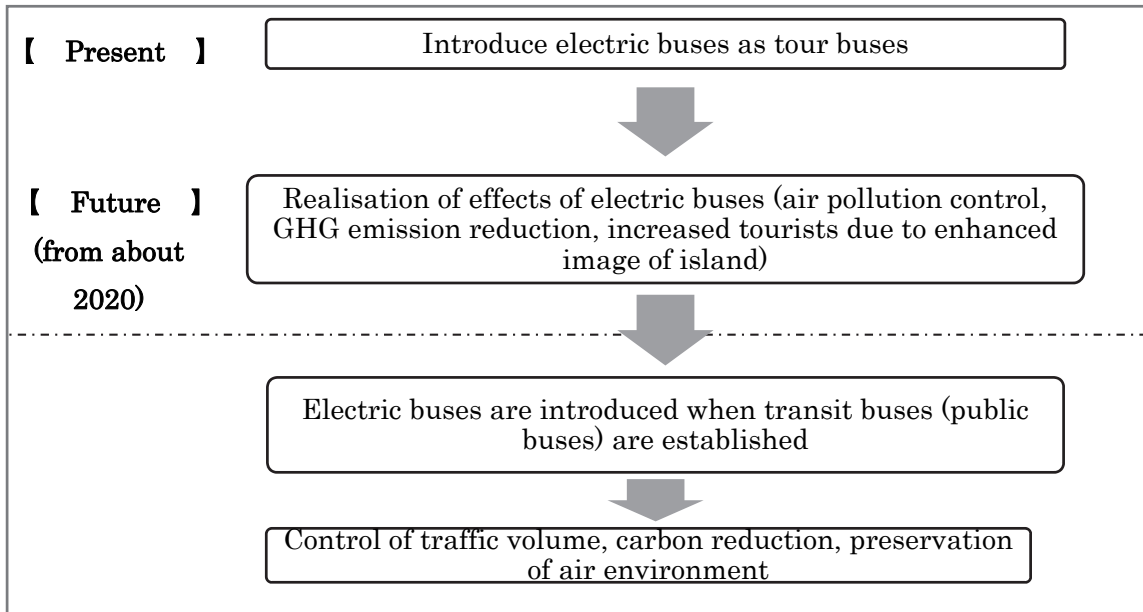 【 Present 】
Introduce electric buses as tour buses
【 Future 】
(from about
2020)
Realisation of effects of electric buses (air pollution control,
GHG emission reduction, increased tourists due to enhanced
image of island)
Electric buses are introduced when transit buses (public
buses) are established
Control of traffic volume, carbon reduction, preservation
of air environment